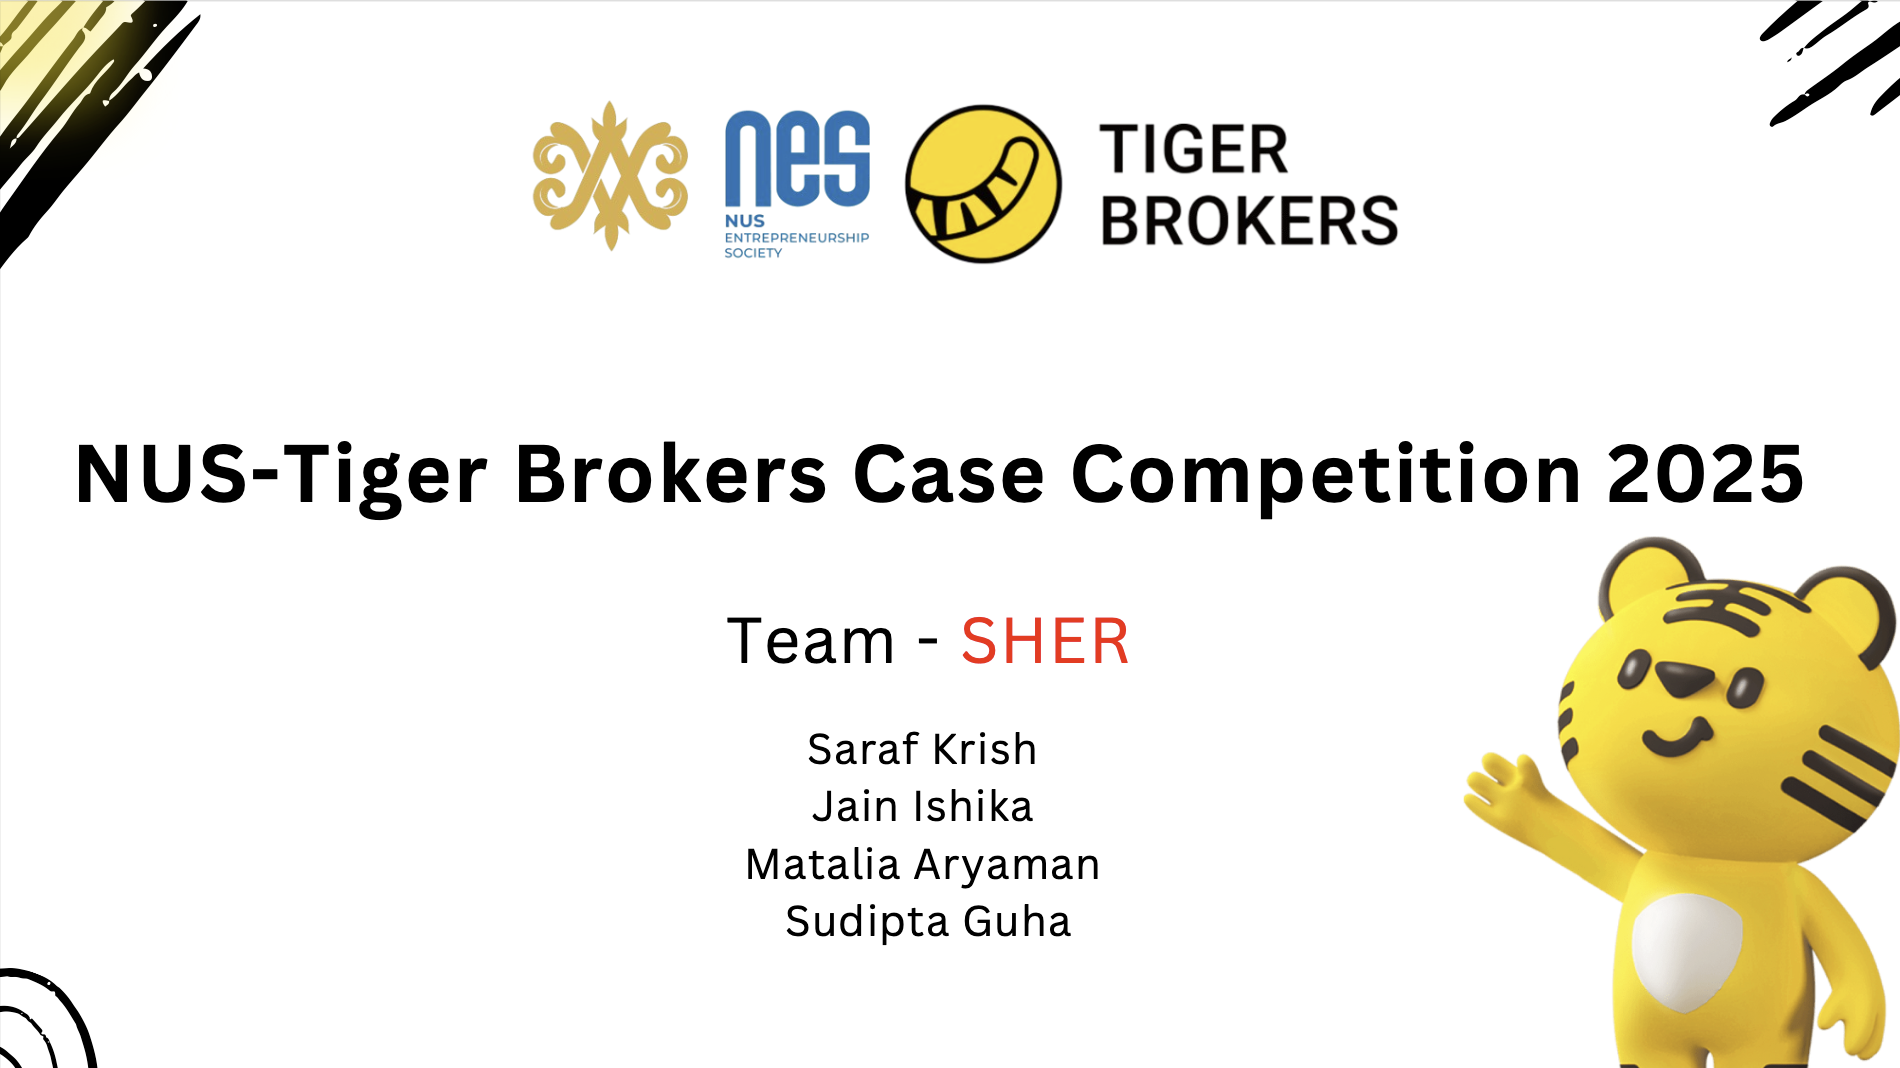 nes
NUS
ENTREPRENEURSHIP
SOCIETY
TIGER
BROKERS
NUS-Tiger Brokers Case Competition 2025
Team - SHER
Saraf Krish
Jain Ishika
Matalia Aryaman
Sudipta Guha